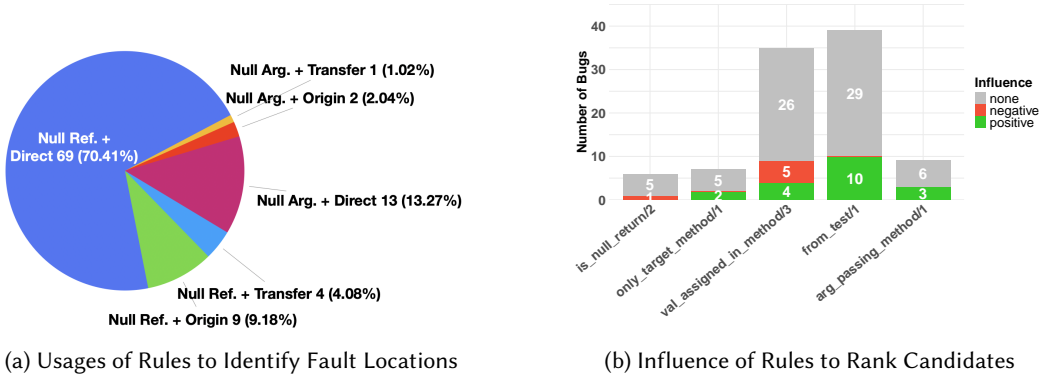 Null Arg. + Transfer 1 (1.02%)
Null Arg. + Origin 2 (2.04%)
Null Ref. +
Direct 69 (70.41%)
Null Arg. + Direct 13 (13.27%)
Null Ref. + Transfer 4 (4.08%)
Null Ref. + Origin 9 (9.18%)
(a) Usages of Rules to Identify Fault Locations
Number of Bugs
40
30
20
10
0
5
1
5
2
26
5
4
29
10
6
3
is_null_return/2
only_target_method/1
val_assigned_in_method/3
from_test/1
arg_passing_method/1
Influence
none
negative
positive
(b) Influence of Rules to Rank Candidates